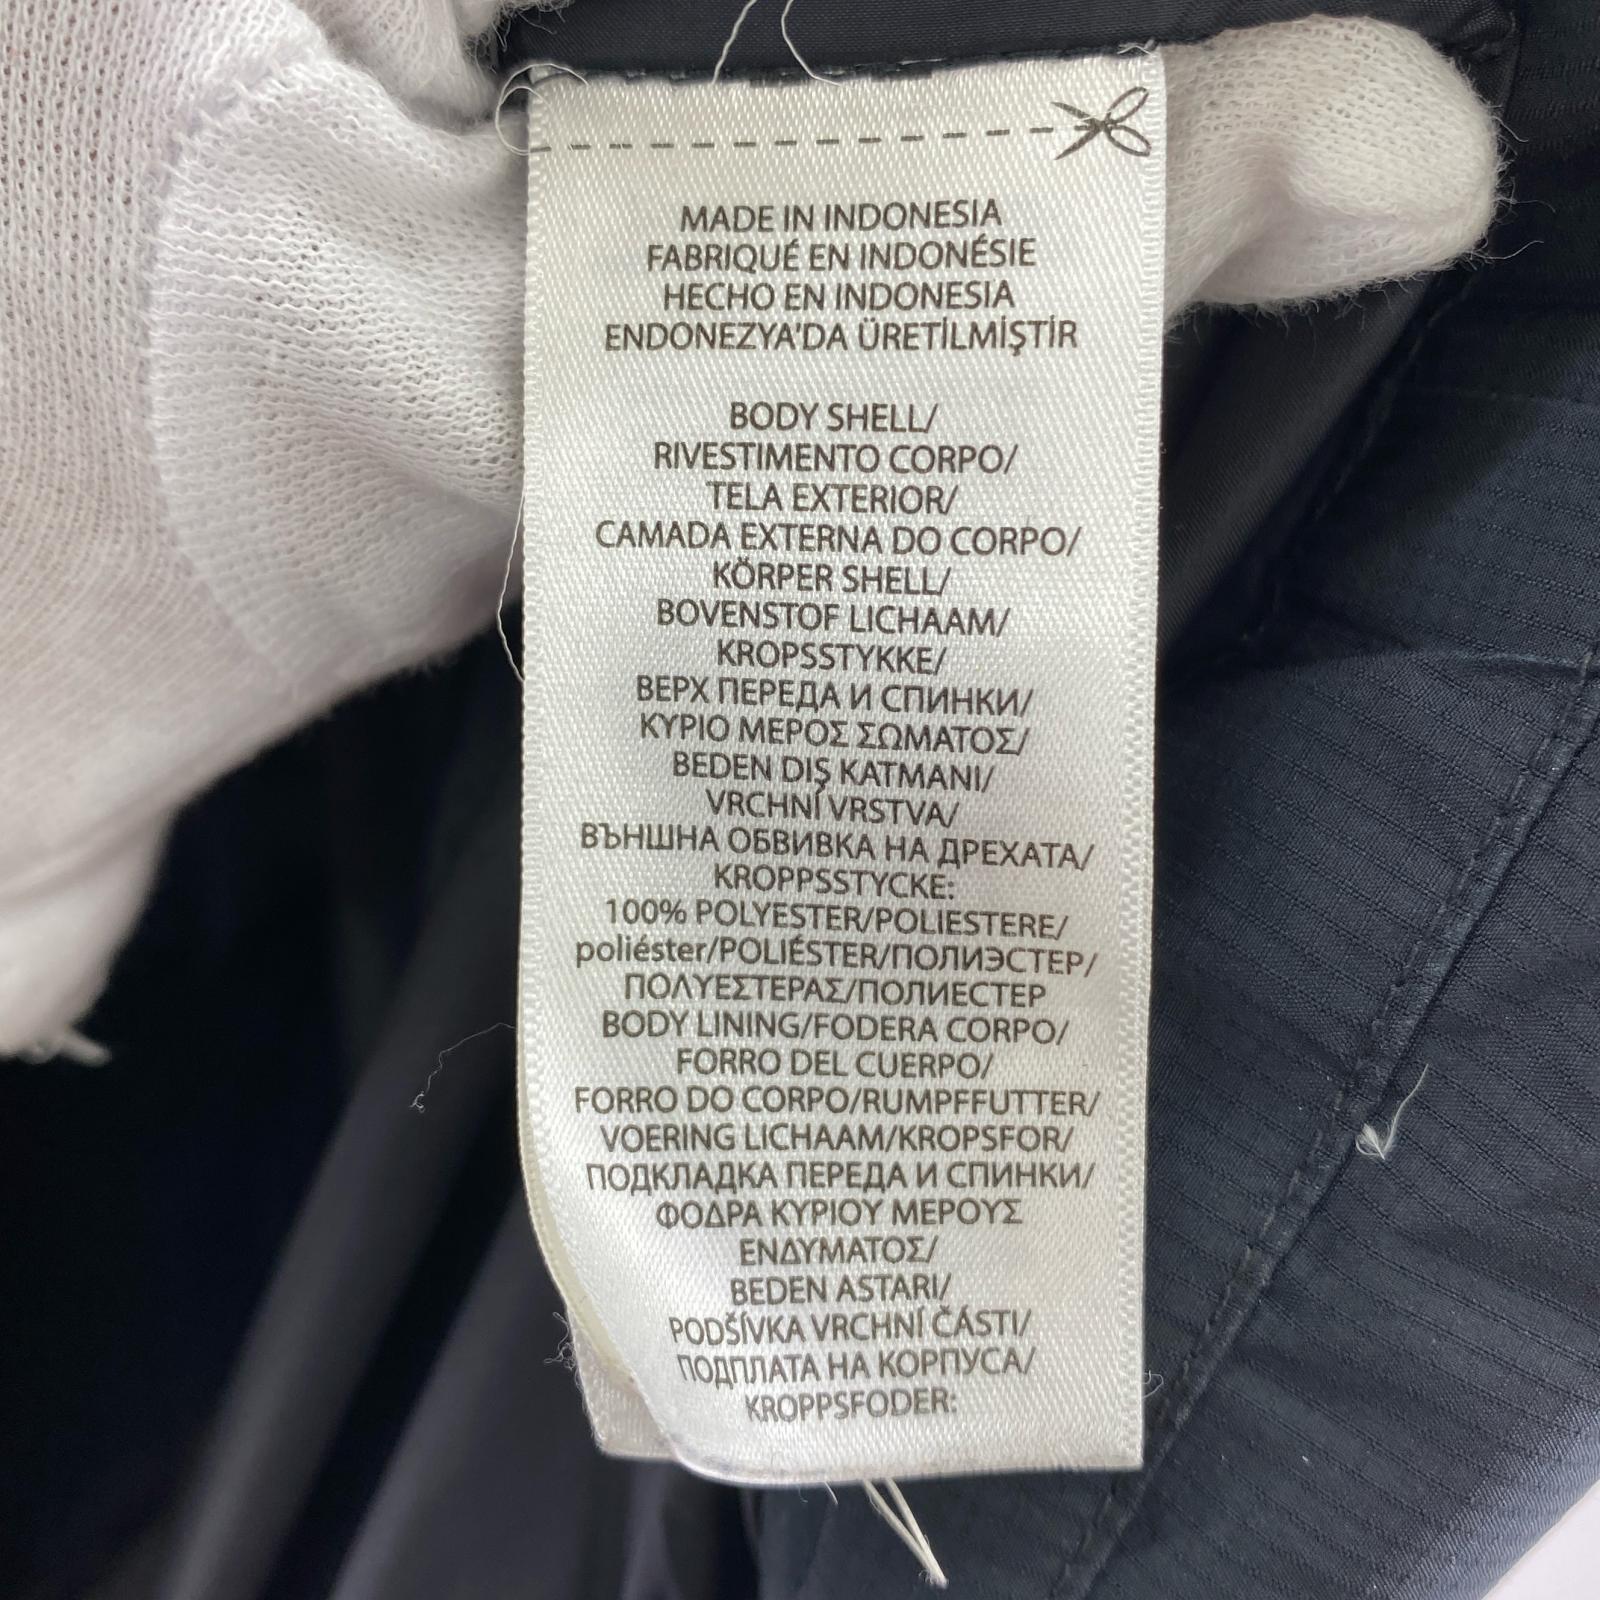 MADE IN INDONESIA
FABRIQUÉ EN INDONÉSIE
HECHO EN INDONESIA
ENDONEZYA'DA ÜRETİLMİŞTİR
BODY SHELL/
RIVESTIMENTO CORPO/
TELA EXTERIOR/
CAMADA EXTERNA DO CORPO/
KÖRPER SHELL/
BOVENSTOF LICHAAM/
KROPSSTYKKE/
ВЕРХ ПЕРЕДА И СПИНКИ/
ΚΥΡΙΟ ΜΕΡΟΣ ΣΩΜΑΤΟΣ/
BEDEN DIŞ KATMANI/
VRCHNÍ VRSTVA/
ВЪНШНА ОБВИВКА НА ДРЕХАТА/
KROPPSSTYCKE:
100% POLYESTER/POLIESTERE/
poliéster/POLIÉSTER/ПОЛИЭСТЕР/
ΠΟΛΥΕΣΤΕΡΑΣ/ПОЛИЕСТЕР
BODY LINING/FODERA CORPO/
FORRO DEL CUERPO/
FORRO DO CORPO/RUMPFFUTTER/
VOERING LICHAAM/KROPSFOR/
ПОДКЛАДКА ПЕРЕДА И СПИНКИ/
ΦΟΔΡΑ ΚΥΡΙΟΥ ΜΕΡΟΥΣ
ΕΝΔΥΜΑΤΟΣ/
BEDEN ASTARI/
PODŠÍVKA VRCHNÍ ČÁSTI/
ПОДПЛАТА НА КОРПУСА/
KROPPSFODER: